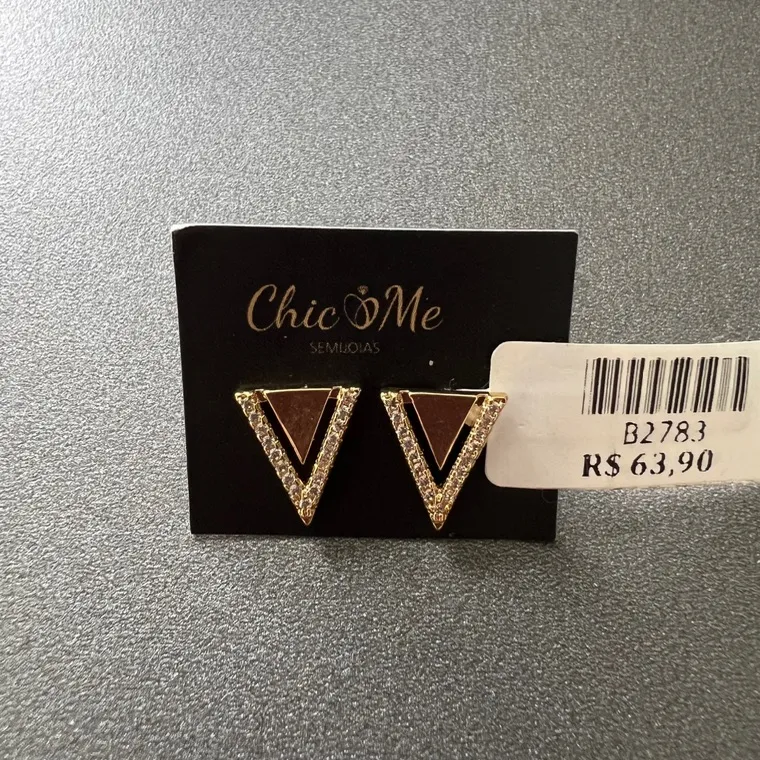 Chic Me
SEMIJOIAS
B2783
R$ 63,90